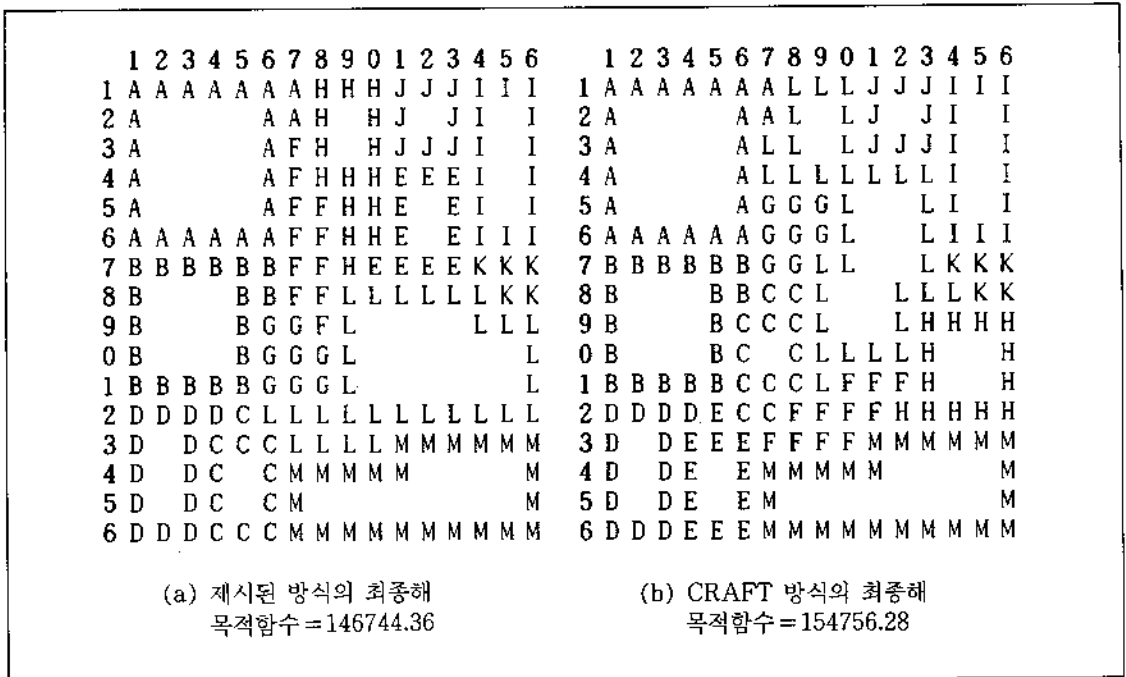 1 2 3 4 5 6 7 8 9 0 1 2 3 4 5 6
1 A A A A A A A H H H J J J I I I
2 A A A H H J J I I
3 A A F H H J J J I I
4 A A F H H H E E E I I
5 A A F F H H E E I I
6 A A A A A A F F H H E E I I I
7 B B B B B B F F H E E E E K K K
8 B B B F F L L L L L L K K
9 B B G G F L L L L
0 B B G G G L L
1 B B B B B G G G L L
2 D D D D C L L L L L L L L L L L
3 D D C C C L L L L M M M M M M
4 D D C C M M M M M M
5 D D C C M M
6 D D D C C C M M M M M M M M M M
(a) 제시된 방식의 최종해
목적함수=146744.36
1 2 3 4 5 6 7 8 9 0 1 2 3 4 5 6
1 A A A A A A A L L L J J J I I I
2 A A A L L J J I I
3 A A L L L J J J I I
4 A A L L L L L L L I I
5 A A G G G L L I I
6 A A A A A A G G G L L I I I
7 B B B B B B G G L L L K K K
8 B B B C C L L L L K K
9 B B C C C L L H H H H
0 B B C C L L L L H H
1 B B B B B C C C L F F F H H
2 D D D D E C C F F F F H H H H H
3 D D E E E F F F F M M M M M M
4 D D E E M M M M M M
5 D D E E M M
6 D D D E E E M M M M M M M M M M
(b) CRAFT 방식의 최종해
목적함수=154756.28